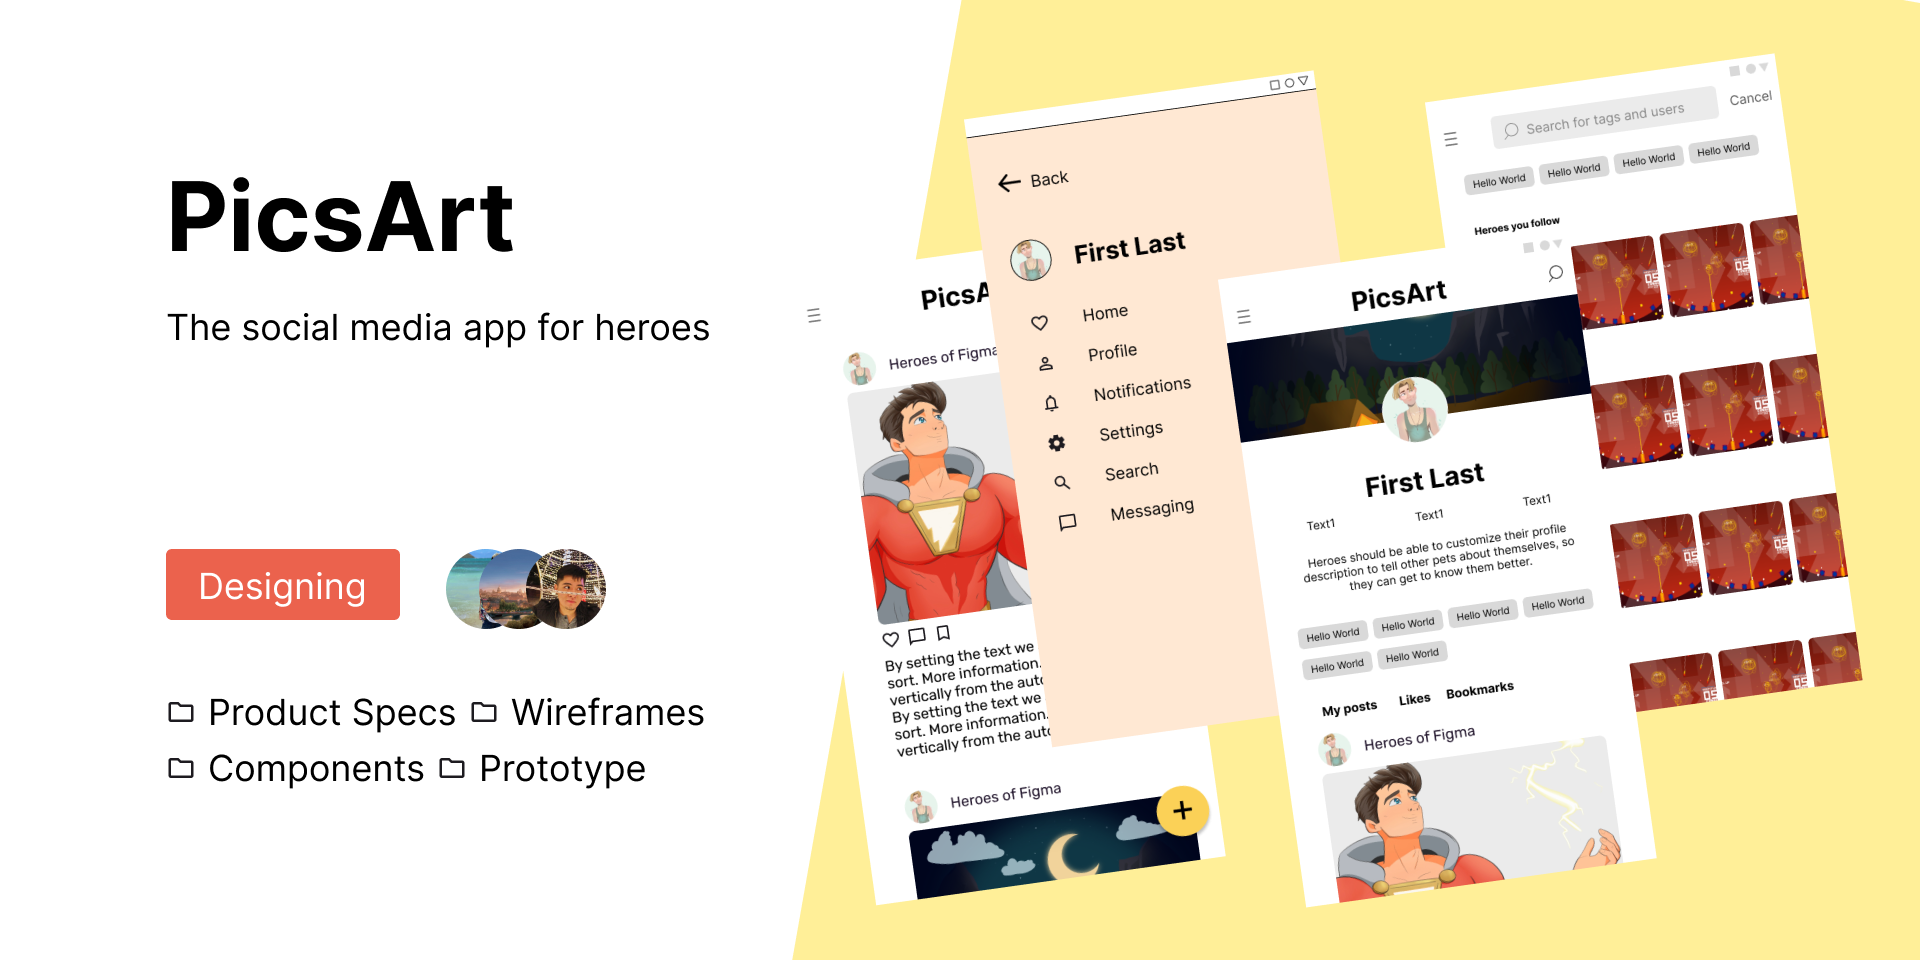 PicsArt
The social media app for heroes
Designing
Product Specs
Wireframes
Components
Prototype
PicsA
Heroes of Figma
By setting the text we
sort. More information.
vertically from the auto
By setting the text we
sort. More information.
vertically from the auto
Heroes of Figma
Back
First Last
Home
Profile
Notifications
Settings
Search
Messaging
PicsArt
First Last
Text1
Text1
Text1
Heroes should be able to customize their profile
description to tell other pets about themselves, so
they can get to know them better.
Hello World
Hello World
Hello World
Hello World
Hello World
Hello World
My posts
Likes
Bookmarks
Heroes of Figma
Search for tags and users
Cancel
Hello World
Hello World
Hello World
Hello World
Heroes you follow